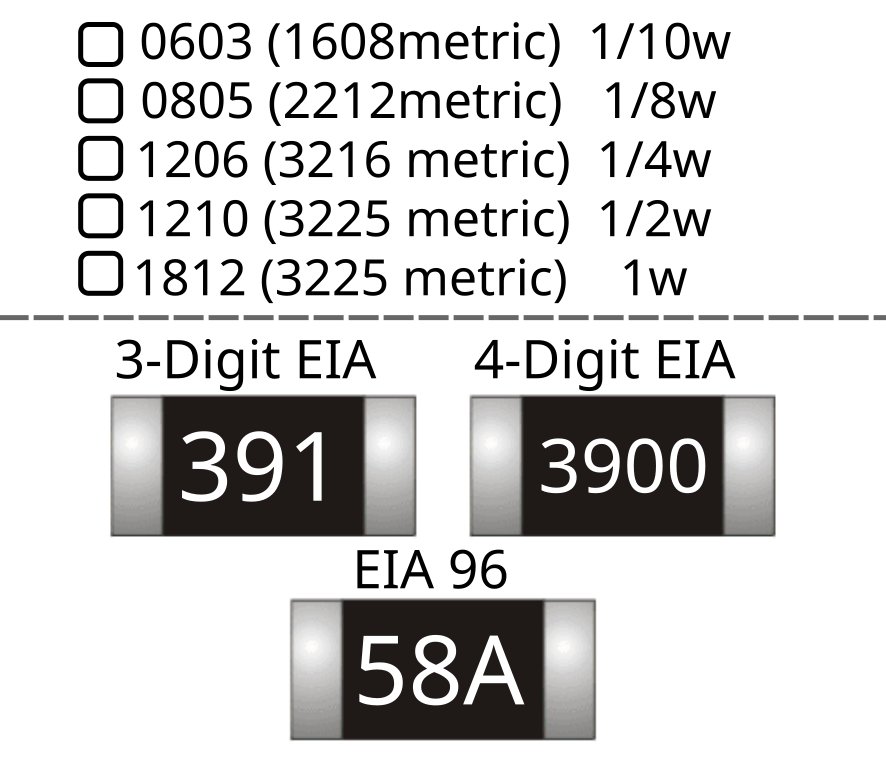 0603 (1608metric) 1/10w
0805 (2212metric) 1/8w
1206 (3216 metric) 1/4w
1210 (3225 metric) 1/2w
1812 (3225 metric) 1w
3-Digit EIA 4-Digit EIA
391 3900
EIA 96
58A